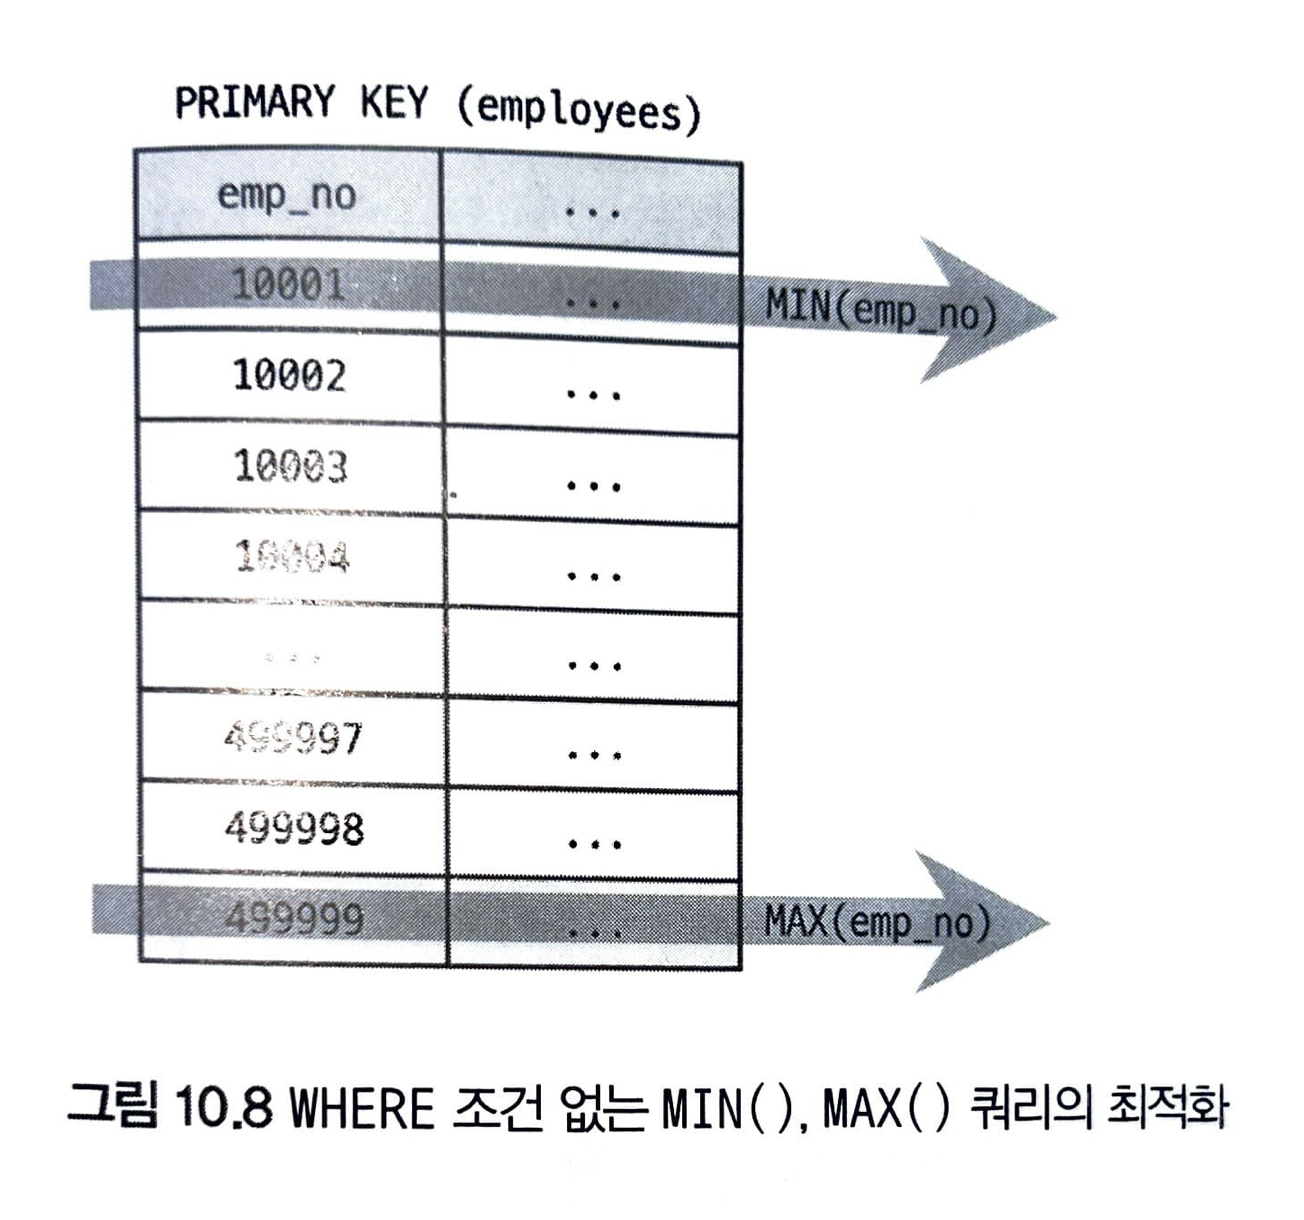 PRIMARY KEY (employees)
emp_no ...
10001 ... MIN(emp_no)
10002 ...
10003 ...
10004 ...
... ...
499997 ...
499998 ...
499999 ... MAX(emp_no)
그림 10.8 WHERE 조건 없는 MIN(), MAX() 쿼리의 최적화